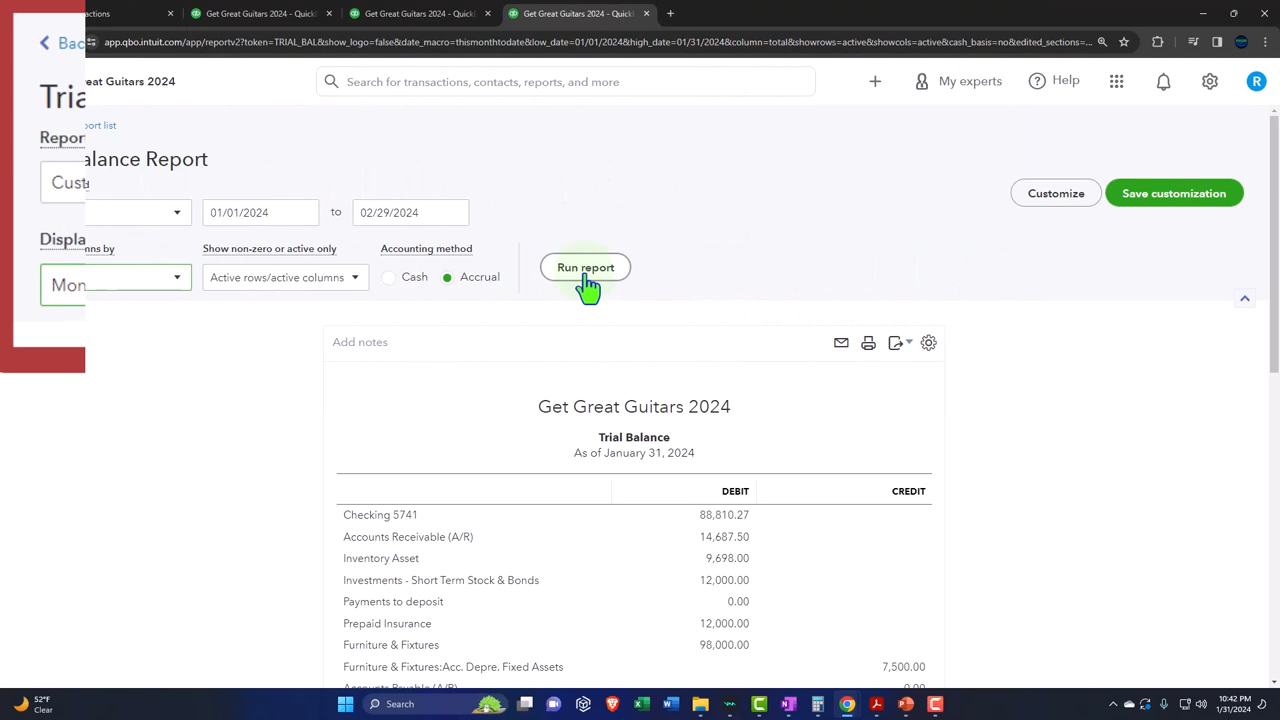 actions
Get Great Guitars 2024 - Quick
Get Great Guitars 2024 - Quick
Get Great Guitars 2024 - Quick
app.qbo.intuit.com/app/reportv2?token=TRIAL_BAL&show_logo=false&date_macro=thismonthtodate&low_date=01/01/2024&high_date=01/31/2024&column=total&showrows=active&showcols=active&cash_basis=no&edited_sections=...
Bac
eat Guitars 2024
Search for transactions, contacts, reports, and more
My experts
Help
R
Tria
port list
alance Report
Repor
Cust
01/01/2024 to 02/29/2024
Customize
Save customization
Displa
mns by
Show non-zero or active only
Accounting method
Mon
Active rows/active columns
Cash
Accrual
Run report
Add notes
Get Great Guitars 2024
Trial Balance
As of January 31, 2024
DEBIT CREDIT
Checking 5741 88,810.27
Accounts Receivable (A/R) 14,687.50
Inventory Asset 9,698.00
Investments - Short Term Stock & Bonds 12,000.00
Payments to deposit 0.00
Prepaid Insurance 12,000.00
Furniture & Fixtures 98,000.00
Furniture & Fixtures:Acc. Depre. Fixed Assets 7,500.00
Accounts Payable (A/P) 0.00
52°F
Clear
Search
10:42 PM
1/31/2024